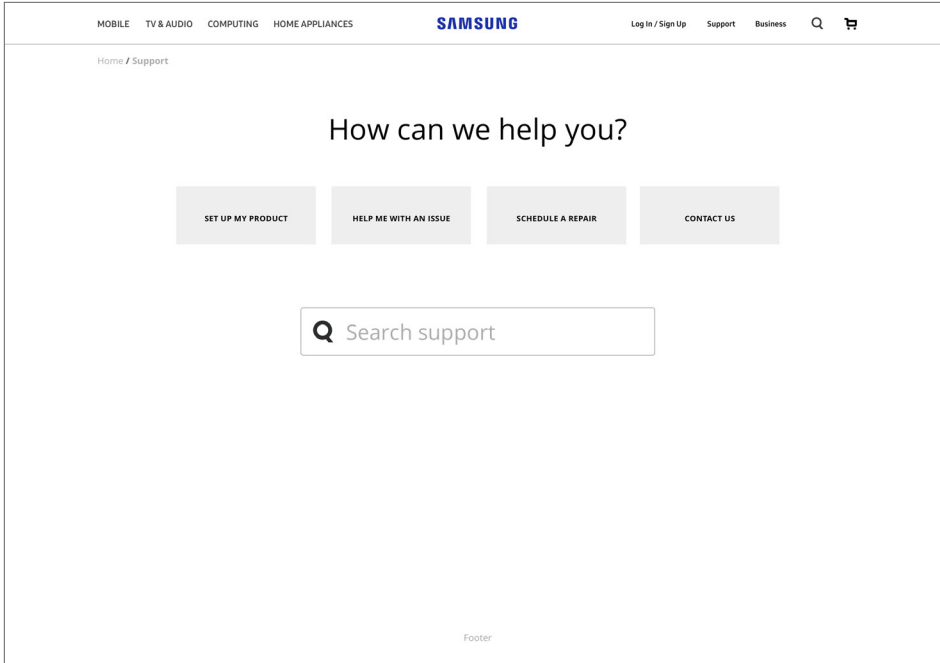 MOBILE TV & AUDIO COMPUTING HOME APPLIANCES SAMSUNG Log In / Sign Up Support Business
Home / Support
How can we help you?
SET UP MY PRODUCT HELP ME WITH AN ISSUE SCHEDULE A REPAIR CONTACT US
Search support
Footer